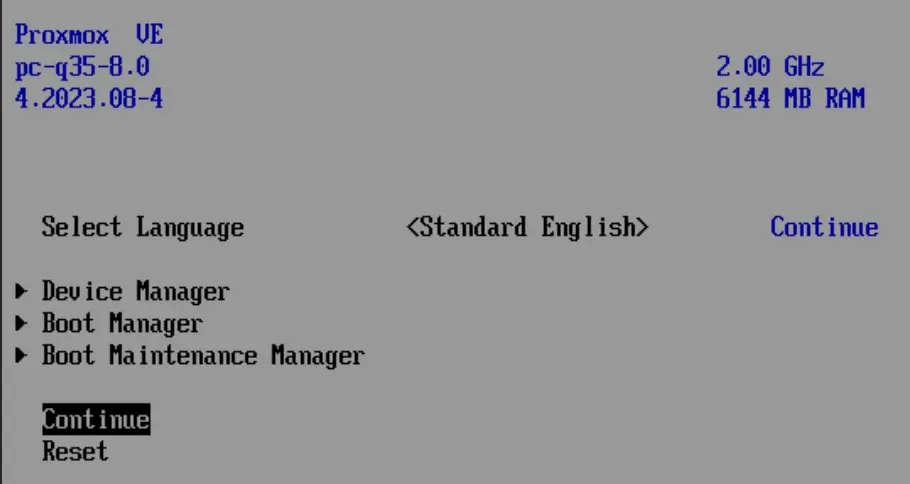 Proxmox VE
pc-q35-8.0
2.00 GHz
4.2023.08-4
6144 MB RAM
Select Language <Standard English> Continue
Device Manager
Boot Manager
Boot Maintenance Manager
Continue
Reset